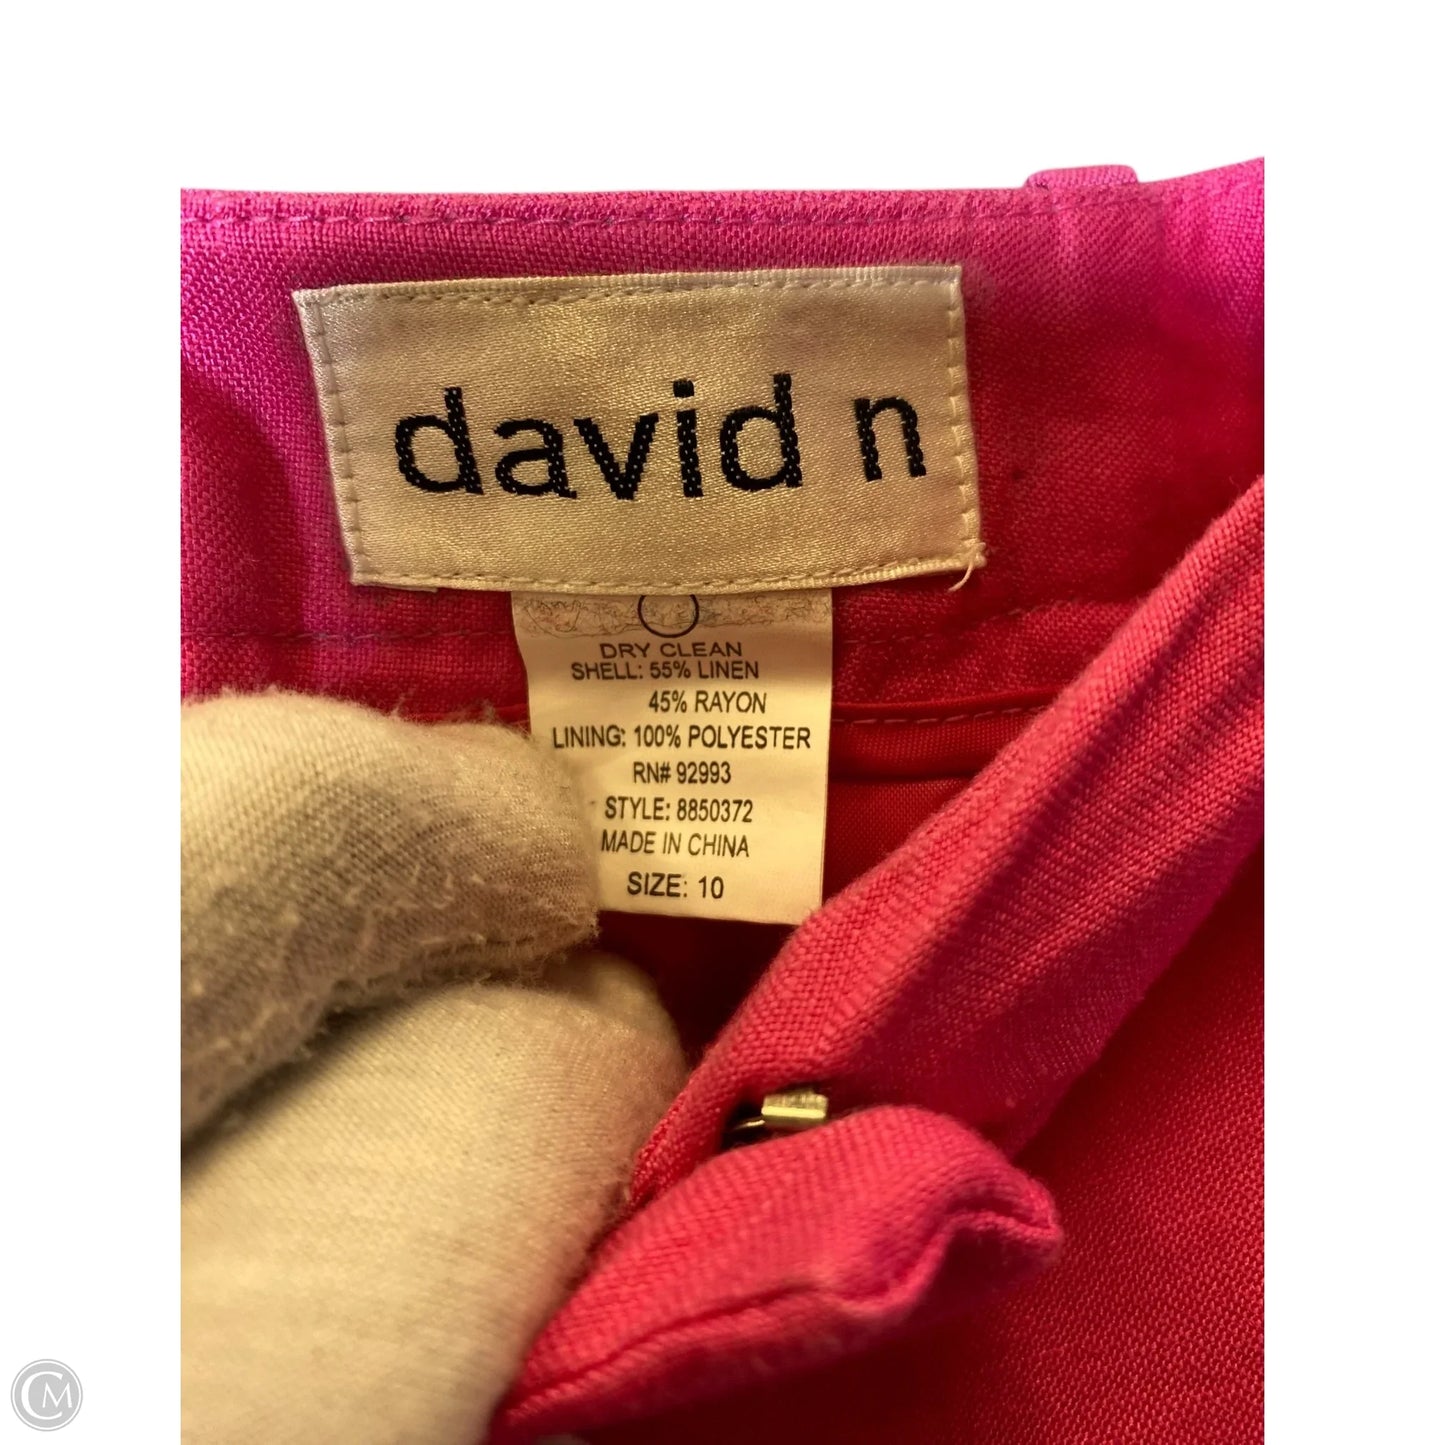 david n
DRY CLEAN
SHELL: 55% LINEN
45% RAYON
LINING: 100% POLYESTER
RN# 92993
STYLE: 8850372
MADE IN CHINA
SIZE: 10
CM